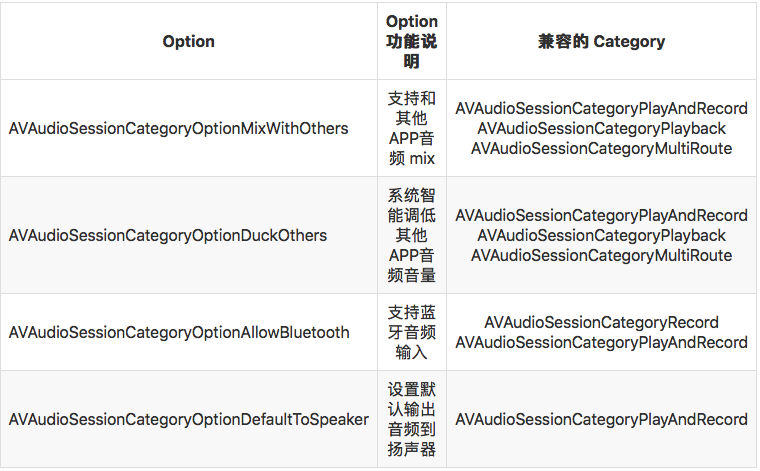 Option
Option
功能说
明
兼容的 Category
AVAudioSessionCategoryOptionMixWithOthers
支持和
其他
APP音
频 mix
AVAudioSessionCategoryPlayAndRecord
AVAudioSessionCategoryPlayback
AVAudioSessionCategoryMultiRoute
AVAudioSessionCategoryOptionDuckOthers
系统智
能调低
其他
APP音
频音量
AVAudioSessionCategoryPlayAndRecord
AVAudioSessionCategoryPlayback
AVAudioSessionCategoryMultiRoute
AVAudioSessionCategoryOptionAllowBluetooth
支持蓝
牙音频
输入
AVAudioSessionCategoryRecord
AVAudioSessionCategoryPlayAndRecord
AVAudioSessionCategoryOptionDefaultToSpeaker
设置默
认输出
音频到
扬声器
AVAudioSessionCategoryPlayAndRecord